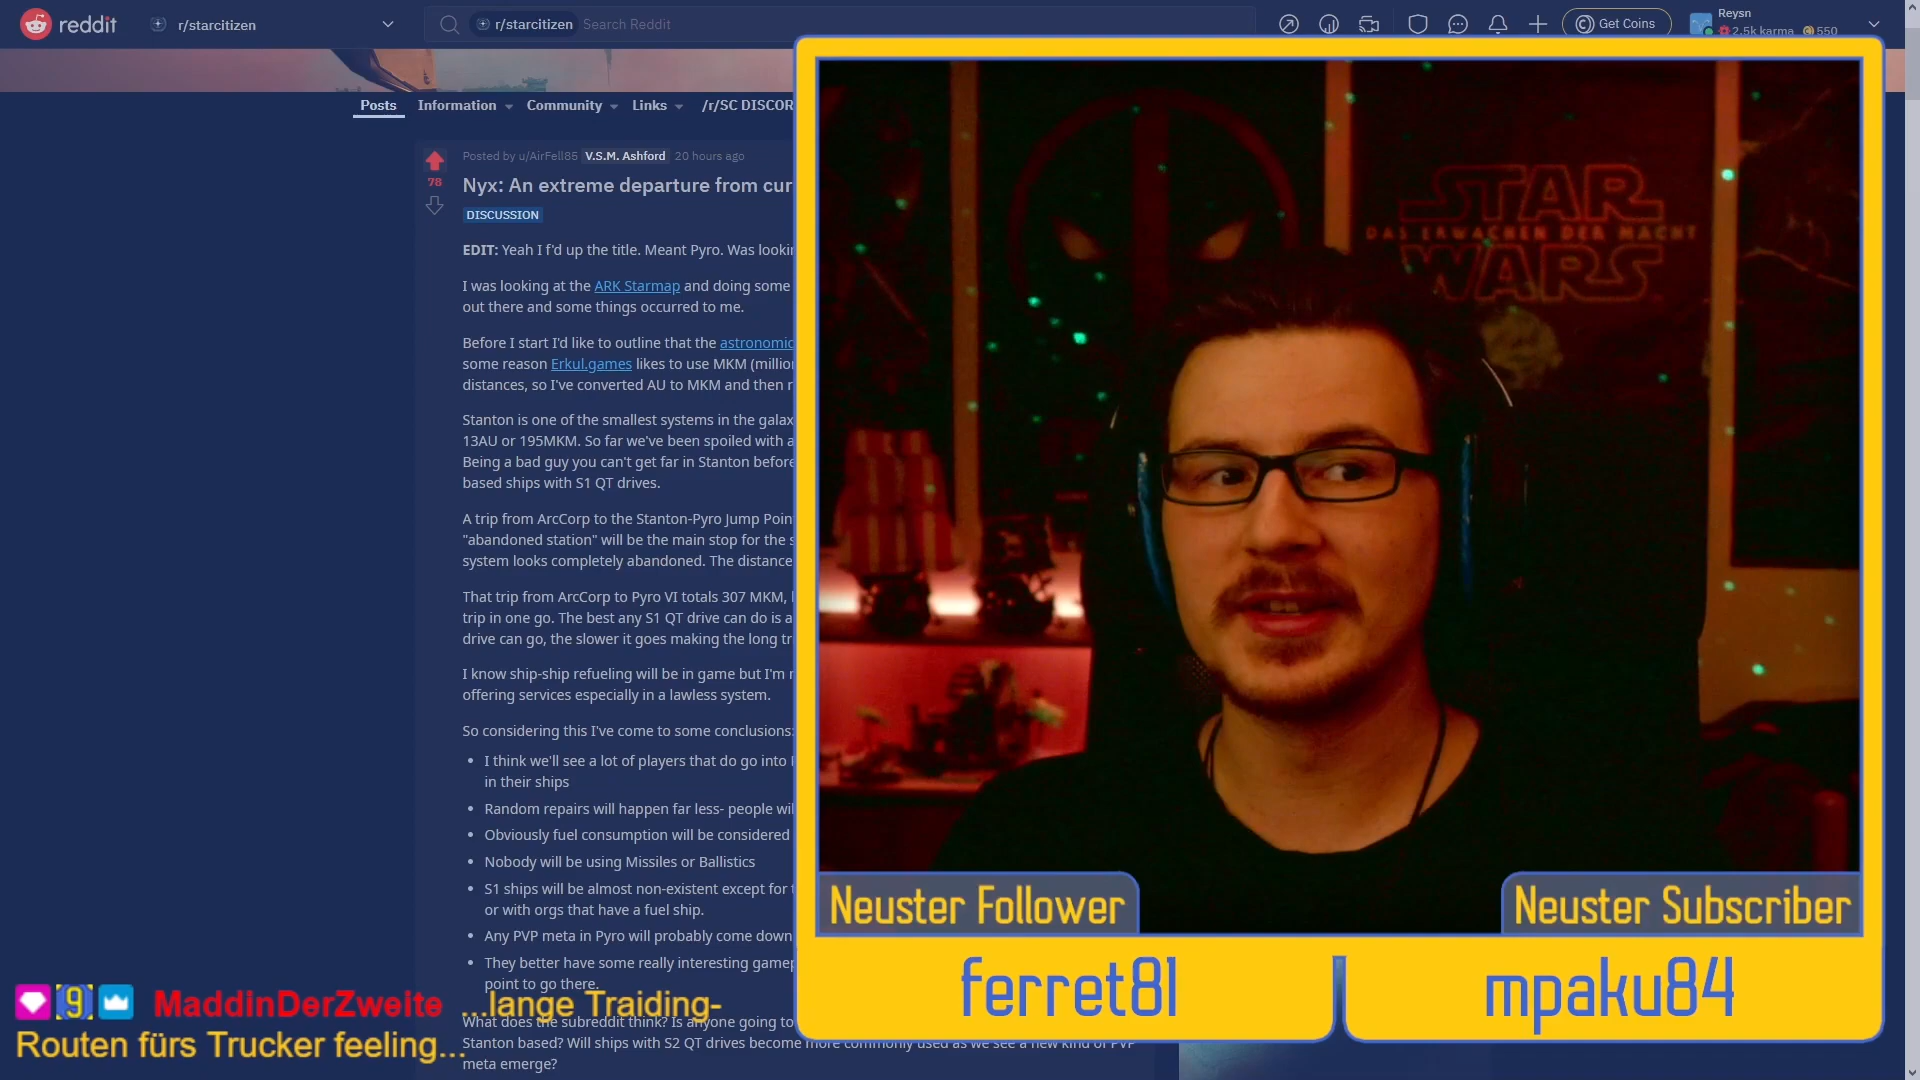 reddit
r/starcitizen
r/starcitizen Search Reddit
Get Coins
Reysn
2.5k karma 550
Posts Information Community Links /r/SC DISCOR
Posted by u/AirFell85 V.S.M. Ashford 20 hours ago
78
Nyx: An extreme departure from cur
DISCUSSION
EDIT: Yeah I f'd up the title. Meant Pyro. Was lookin
I was looking at the ARK Starmap and doing some
out there and some things occurred to me.
Before I start I'd like to outline that the astronomic
some reason Erkul.games likes to use MKM (million
distances, so I've converted AU to MKM and then r
Stanton is one of the smallest systems in the galax
13AU or 195MKM. So far we've been spoiled with a
Being a bad guy you can't get far in Stanton before
based ships with S1 QT drives.
A trip from ArcCorp to the Stanton-Pyro Jump Poin
"abandoned station" will be the main stop for the s
system looks completely abandoned. The distance
That trip from ArcCorp to Pyro VI totals 307 MKM,
trip in one go. The best any S1 QT drive can do is a
drive can go, the slower it goes making the long tr
I know ship-ship refueling will be in game but I'm
offering services especially in a lawless system.
So considering this I've come to some conclusions:
I think we'll see a lot of players that do go into
in their ships
Random repairs will happen far less- people wil
Obviously fuel consumption will be considered
Nobody will be using Missiles or Ballistics
S1 ships will be almost non-existent except for
or with orgs that have a fuel ship.
Any PVP meta in Pyro will probably come down
They better have some really interesting gamep
point to go there.
What does the subreddit think? Is anyone going to
Stanton based? Will ships with S2 QT drives become more commonly used as we see a new kind of PVP
meta emerge?
STAR
DAS ERWACHEN DER MACHT
WARS
Neuster Follower
Neuster Subscriber
ferret81
mpaku84
9 MaddinDerZweite ...lange Traiding-
Routen fürs Trucker feeling...